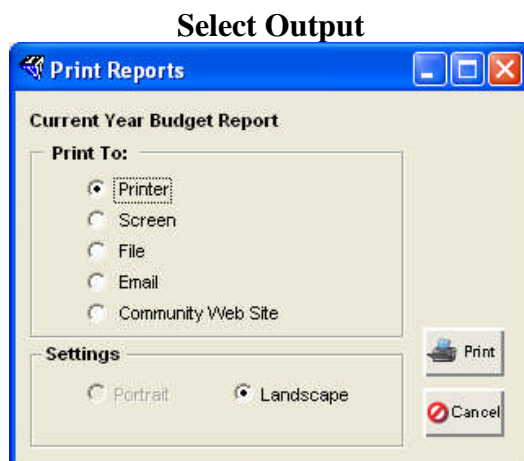 Select Output
Print Reports
Current Year Budget Report
Print To:
Printer
Screen
File
Email
Community Web Site
Settings
Portrait Landscape
Print
Cancel